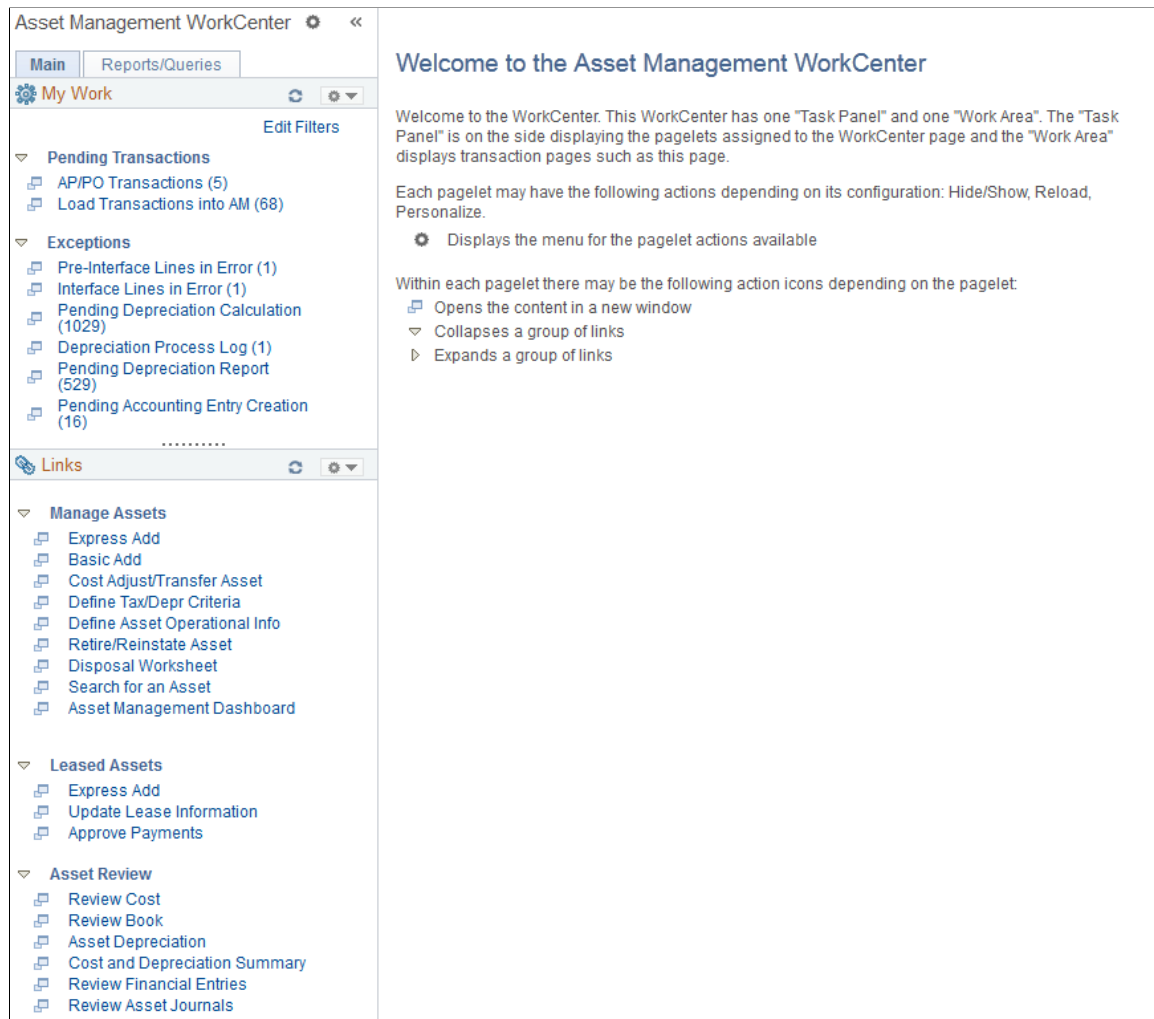 Asset Management WorkCenter
Main
Reports/Queries
My Work
Edit Filters
Pending Transactions
AP/PO Transactions (5)
Load Transactions into AM (68)
Exceptions
Pre-Interface Lines in Error (1)
Interface Lines in Error (1)
Pending Depreciation Calculation
(1029)
Depreciation Process Log (1)
Pending Depreciation Report
(529)
Pending Accounting Entry Creation
(16)
Links
Manage Assets
Express Add
Basic Add
Cost Adjust/Transfer Asset
Define Tax/Depr Criteria
Define Asset Operational Info
Retire/Reinstate Asset
Disposal Worksheet
Search for an Asset
Asset Management Dashboard
Leased Assets
Express Add
Update Lease Information
Approve Payments
Asset Review
Review Cost
Review Book
Asset Depreciation
Cost and Depreciation Summary
Review Financial Entries
Review Asset Journals
Welcome to the Asset Management WorkCenter
Welcome to the WorkCenter. This WorkCenter has one "Task Panel" and one "Work Area". The "Task
Panel" is on the side displaying the pagelets assigned to the WorkCenter page and the "Work Area"
displays transaction pages such as this page.
Each pagelet may have the following actions depending on its configuration: Hide/Show, Reload,
Personalize.
Displays the menu for the pagelet actions available
Within each pagelet there may be the following action icons depending on the pagelet:
Opens the content in a new window
Collapses a group of links
Expands a group of links